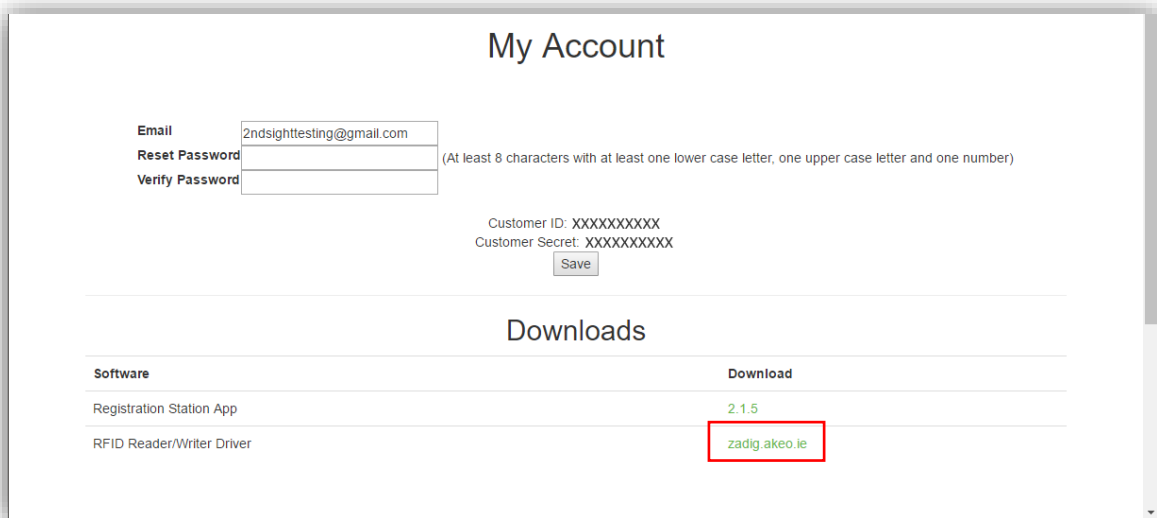 My Account
Email 2ndsighttesting@gmail.com
Reset Password (At least 8 characters with at least one lower case letter, one upper case letter and one number)
Verify Password
Customer ID: XXXXXXXXXX
Customer Secret: XXXXXXXXXX
Save
Downloads
Software Download
Registration Station App 2.1.5
RFID Reader/Writer Driver zadig.akeo.ie